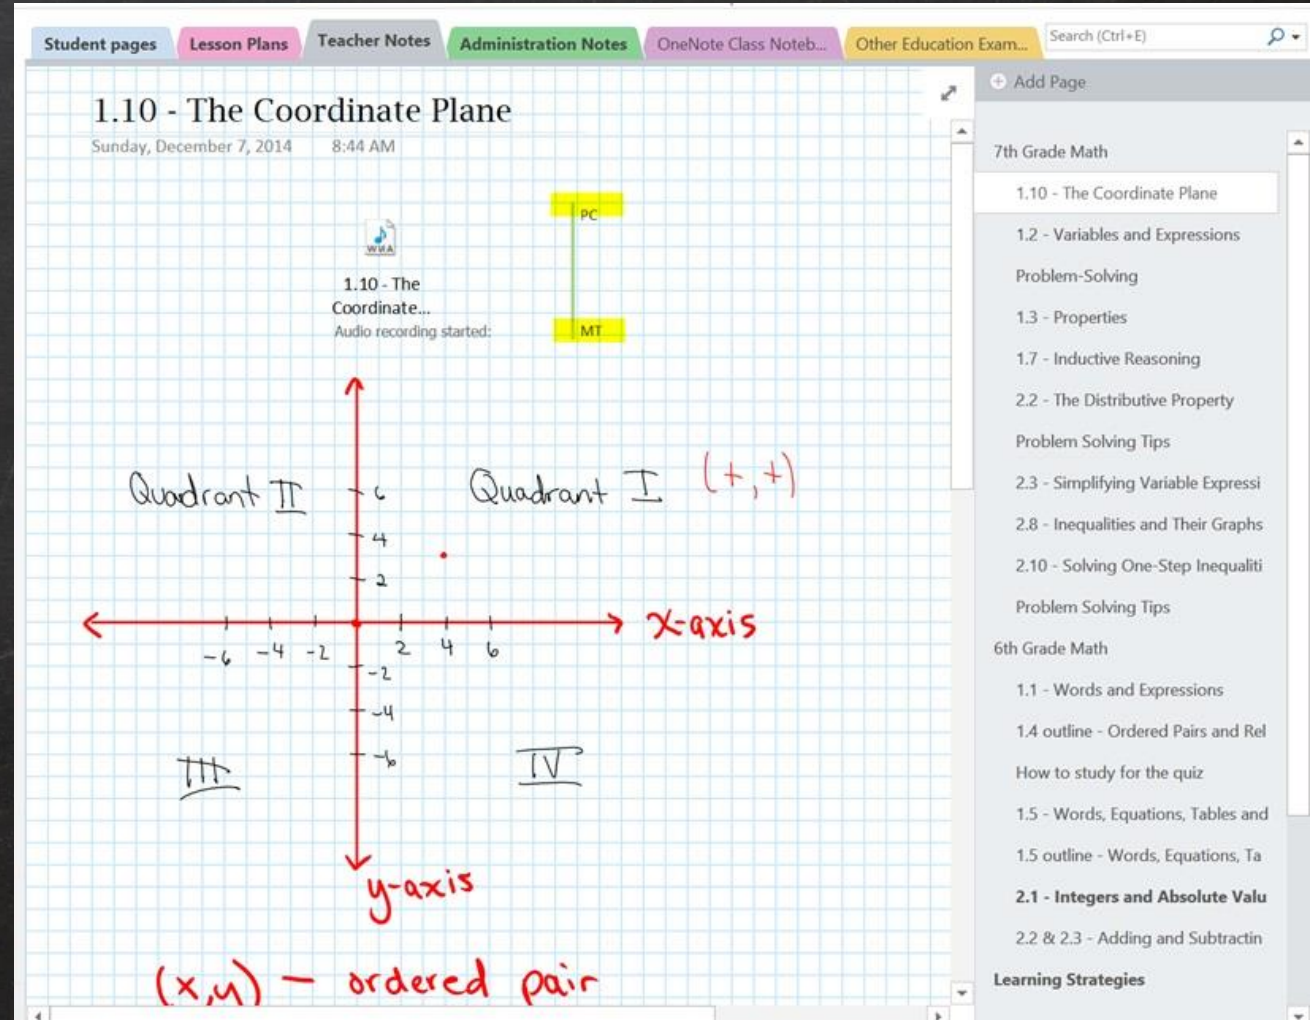 Student pages
Lesson Plans
Teacher Notes
Administration Notes
OneNote Class Noteb...
Other Education Exam...
Search (Ctrl+E)
1.10 - The Coordinate Plane
Sunday, December 7, 2014 8:44 AM
WMA
1.10 - The
Coordinate...
Audio recording started:
PC
MT
Quadrant II
6
Quadrant I (+,+)
4
2
x-axis
-6 -4 -2 2 4 6
-2
-4
-6
III
IV
y-axis
(x,y) — ordered pair
Add Page
7th Grade Math
1.10 - The Coordinate Plane
1.2 - Variables and Expressions
Problem-Solving
1.3 - Properties
1.7 - Inductive Reasoning
2.2 - The Distributive Property
Problem Solving Tips
2.3 - Simplifying Variable Expressi
2.8 - Inequalities and Their Graphs
2.10 - Solving One-Step Inequaliti
Problem Solving Tips
6th Grade Math
1.1 - Words and Expressions
1.4 outline - Ordered Pairs and Rel
How to study for the quiz
1.5 - Words, Equations, Tables and
1.5 outline - Words, Equations, Ta
2.1 - Integers and Absolute Valu
2.2 & 2.3 - Adding and Subtractin
Learning Strategies